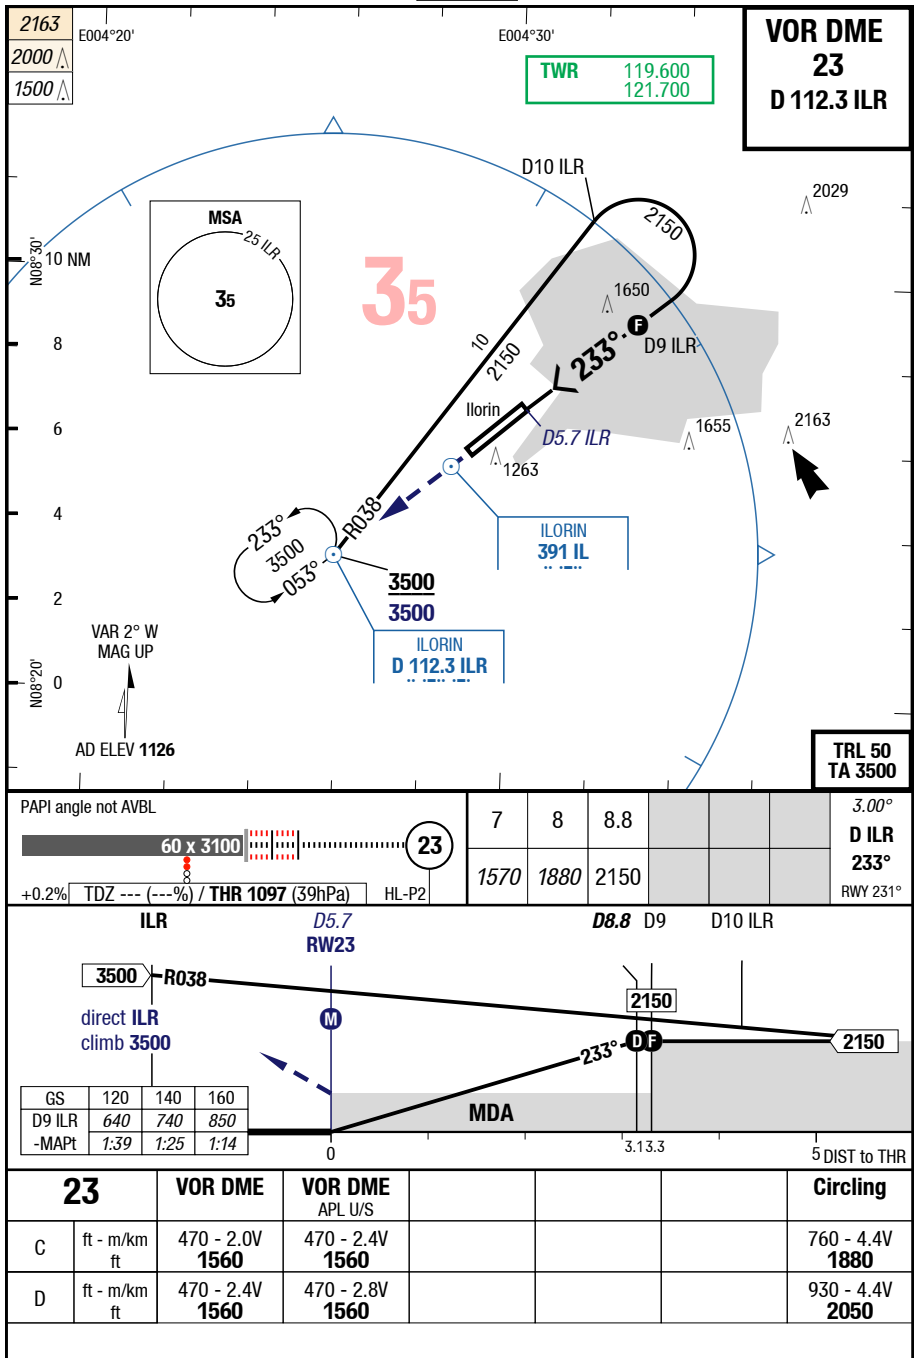 2163
2000
1500
E004°20'
E004°30'
TWR 119.600
121.700
VOR DME
23
D 112.3 ILR
D10 ILR
2029
2150
MSA
25 ILR
35
35
N08°30'
10 NM
8
6
4
2
0
N08°20'
1650
F
D9 ILR
233°
10
2150
Ilorin
D5.7 ILR
1655
2163
1263
R038
ILORIN
391 IL
233°
3500
053°
3500
3500
ILORIN
D 112.3 ILR
VAR 2° W
MAG UP
AD ELEV 1126
TRL 50
TA 3500
PAPI angle not AVBL
60 x 3100
23
+0.2%
TDZ --- (---%) / THR 1097 (39hPa)
HL-P2
7 8 8.8
1570 1880 2150
3.00°
D ILR
233°
RWY 231°
ILR D5.7 D8.8 D9 D10 ILR
RW23
3500 R038
2150
direct ILR
climb 3500
M
233°
D F
2150
GS 120 140 160
D9 ILR 640 740 850
-MAPt 1:39 1:25 1:14
MDA
0 3.1 3.3 5 DIST to THR
23 VOR DME VOR DME Circling
APL U/S
C ft - m/km 470 - 2.0V 470 - 2.4V 760 - 4.4V
ft 1560 1560 1880
D ft - m/km 470 - 2.4V 470 - 2.8V 930 - 4.4V
ft 1560 1560 2050